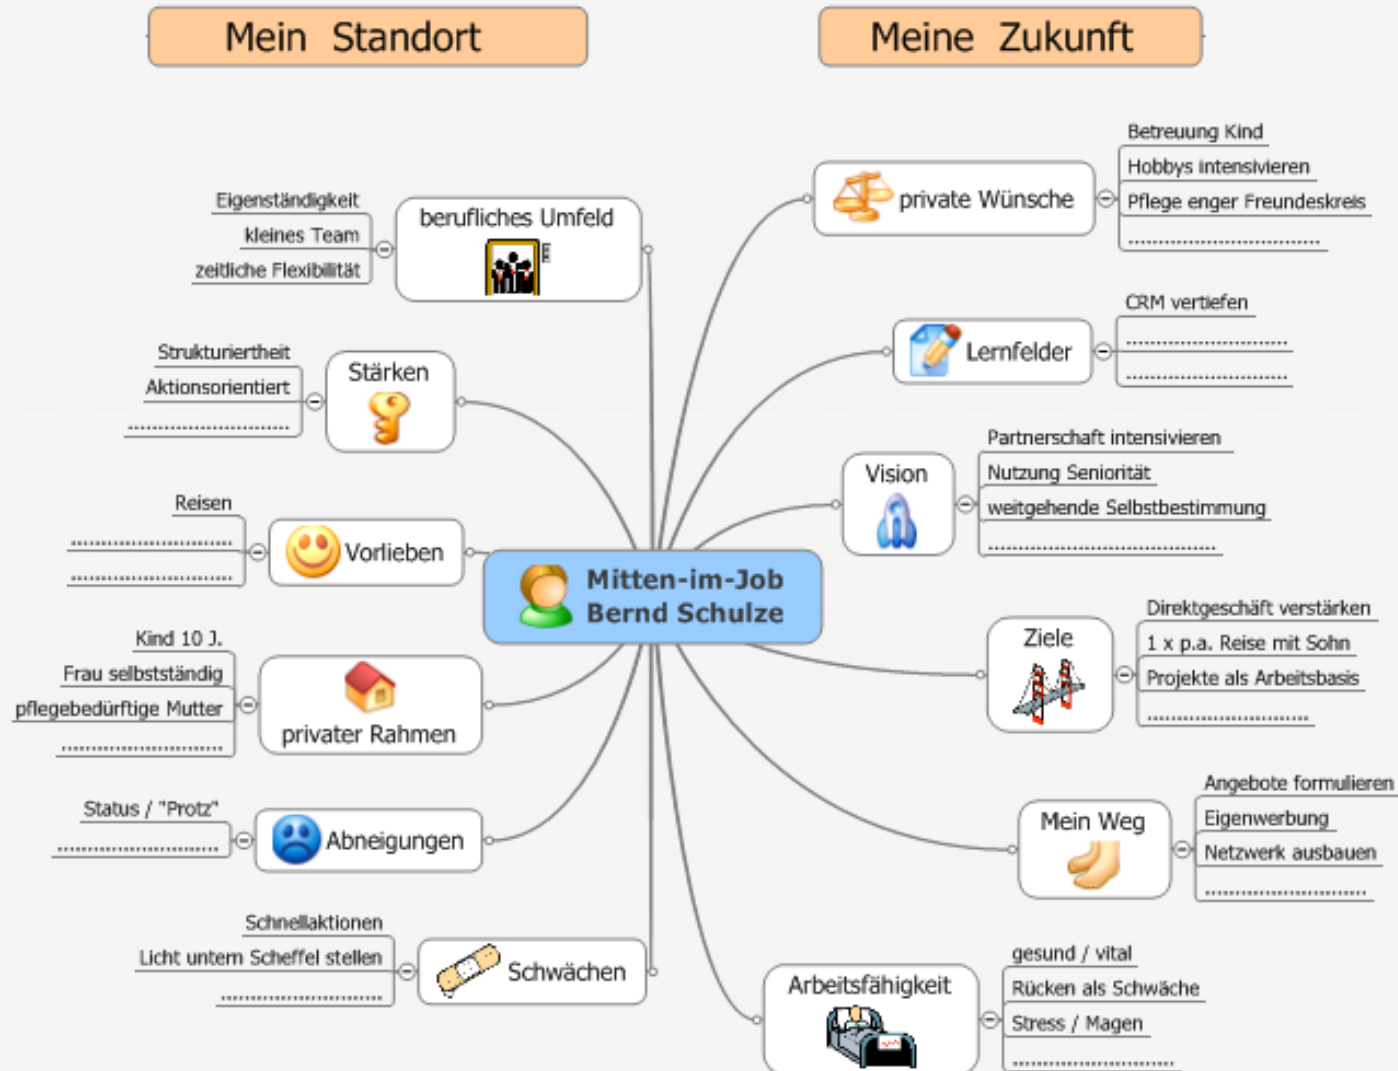 Mein Standort
Meine Zukunft
berufliches Umfeld
Eigenständigkeit
kleines Team
zeitliche Flexibilität
Stärken
Strukturiertheit
Aktionsorientiert
..............................
Vorlieben
Reisen
..............................
..............................
privater Rahmen
Kind 10 J.
Frau selbstständig
pflegebedürftige Mutter
..............................
Abneigungen
Status / "Protz"
..............................
Schwächen
Schnellaktionen
Licht unterm Scheffel stellen
..............................
Mitten-im-Job
Bernd Schulze
private Wünsche
Betreuung Kind
Hobbys intensivieren
Pflege enger Freundeskreis
..............................
Lernfelder
CRM vertiefen
..............................
..............................
Vision
Partnerschaft intensivieren
Nutzung Seniorität
weitgehende Selbstbestimmung
..............................
Ziele
Direktgeschäft verstärken
1 x p.a. Reise mit Sohn
Projekte als Arbeitsbasis
..............................
Mein Weg
Angebote formulieren
Eigenwerbung
Netzwerk ausbauen
..............................
Arbeitsfähigkeit
gesund / vital
Rücken als Schwäche
Stress / Magen
..............................